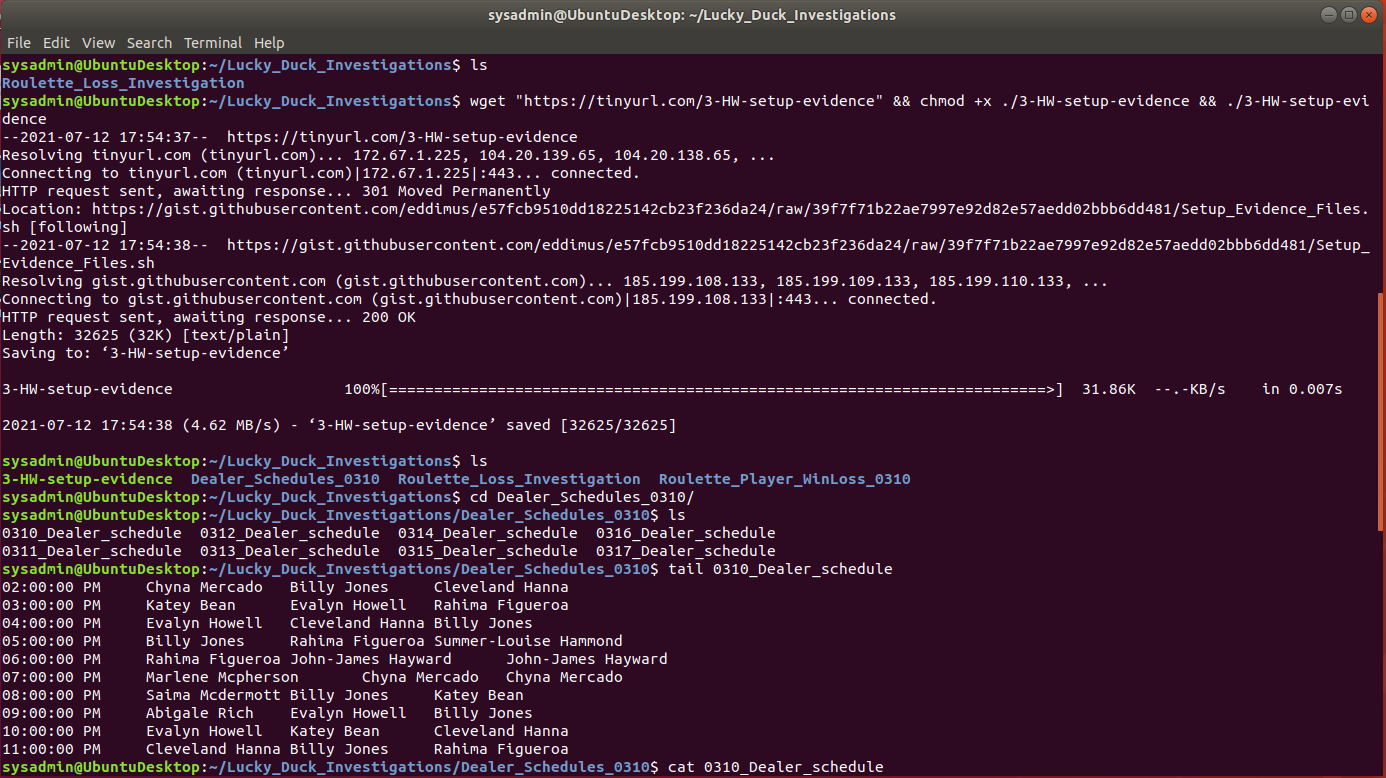 sysadmin@UbuntuDesktop: ~/Lucky_Duck_Investigations
File Edit View Search Terminal Help
sysadmin@UbuntuDesktop:~/Lucky_Duck_Investigations$ ls
Roulette_Loss_Investigation
sysadmin@UbuntuDesktop:~/Lucky_Duck_Investigations$ wget "https://tinyurl.com/3-HW-setup-evidence" && chmod +x ./3-HW-setup-evidence && ./3-HW-setup-evi
dence
--2021-07-12 17:54:37--  https://tinyurl.com/3-HW-setup-evidence
Resolving tinyurl.com (tinyurl.com)... 172.67.1.225, 104.20.139.65, 104.20.138.65, ...
Connecting to tinyurl.com (tinyurl.com)|172.67.1.225|:443... connected.
HTTP request sent, awaiting response... 301 Moved Permanently
Location: https://gist.githubusercontent.com/eddimus/e57fcb9510dd18225142cb23f236da24/raw/39f7f71b22ae7997e92d82e57aedd02bbb6dd481/Setup_Evidence_Files.
sh [following]
--2021-07-12 17:54:38--  https://gist.githubusercontent.com/eddimus/e57fcb9510dd18225142cb23f236da24/raw/39f7f71b22ae7997e92d82e57aedd02bbb6dd481/Setup_
Evidence_Files.sh
Resolving gist.githubusercontent.com (gist.githubusercontent.com)... 185.199.108.133, 185.199.109.133, 185.199.110.133, ...
Connecting to gist.githubusercontent.com (gist.githubusercontent.com)|185.199.108.133|:443... connected.
HTTP request sent, awaiting response... 200 OK
Length: 32625 (32K) [text/plain]
Saving to: ‘3-HW-setup-evidence’
3-HW-setup-evidence 100%[=========================================================================>] 31.86K --.-KB/s in 0.007s
2021-07-12 17:54:38 (4.62 MB/s) - ‘3-HW-setup-evidence’ saved [32625/32625]
sysadmin@UbuntuDesktop:~/Lucky_Duck_Investigations$ ls
3-HW-setup-evidence  Dealer_Schedules_0310  Roulette_Loss_Investigation  Roulette_Player_WinLoss_0310
sysadmin@UbuntuDesktop:~/Lucky_Duck_Investigations$ cd Dealer_Schedules_0310/
sysadmin@UbuntuDesktop:~/Lucky_Duck_Investigations/Dealer_Schedules_0310$ ls
0310_Dealer_schedule  0312_Dealer_schedule  0314_Dealer_schedule  0316_Dealer_schedule
0311_Dealer_schedule  0313_Dealer_schedule  0315_Dealer_schedule  0317_Dealer_schedule
sysadmin@UbuntuDesktop:~/Lucky_Duck_Investigations/Dealer_Schedules_0310$ tail 0310_Dealer_schedule
02:00:00 PM     Chyna Mercado   Billy Jones     Cleveland Hanna
03:00:00 PM     Katey Bean      Evalyn Howell   Rahima Figueroa
04:00:00 PM     Evalyn Howell   Cleveland Hanna Billy Jones
05:00:00 PM     Billy Jones     Rahima Figueroa Summer-Louise Hammond
06:00:00 PM     Rahima Figueroa John-James Hayward      John-James Hayward
07:00:00 PM     Marlene Mcpherson       Chyna Mercado   Chyna Mercado
08:00:00 PM     Saima Mcdermott Billy Jones     Katey Bean
09:00:00 PM     Abigale Rich    Evalyn Howell   Billy Jones
10:00:00 PM     Evalyn Howell   Katey Bean      Cleveland Hanna
11:00:00 PM     Cleveland Hanna Billy Jones     Rahima Figueroa
sysadmin@UbuntuDesktop:~/Lucky_Duck_Investigations/Dealer_Schedules_0310$ cat 0310_Dealer_schedule